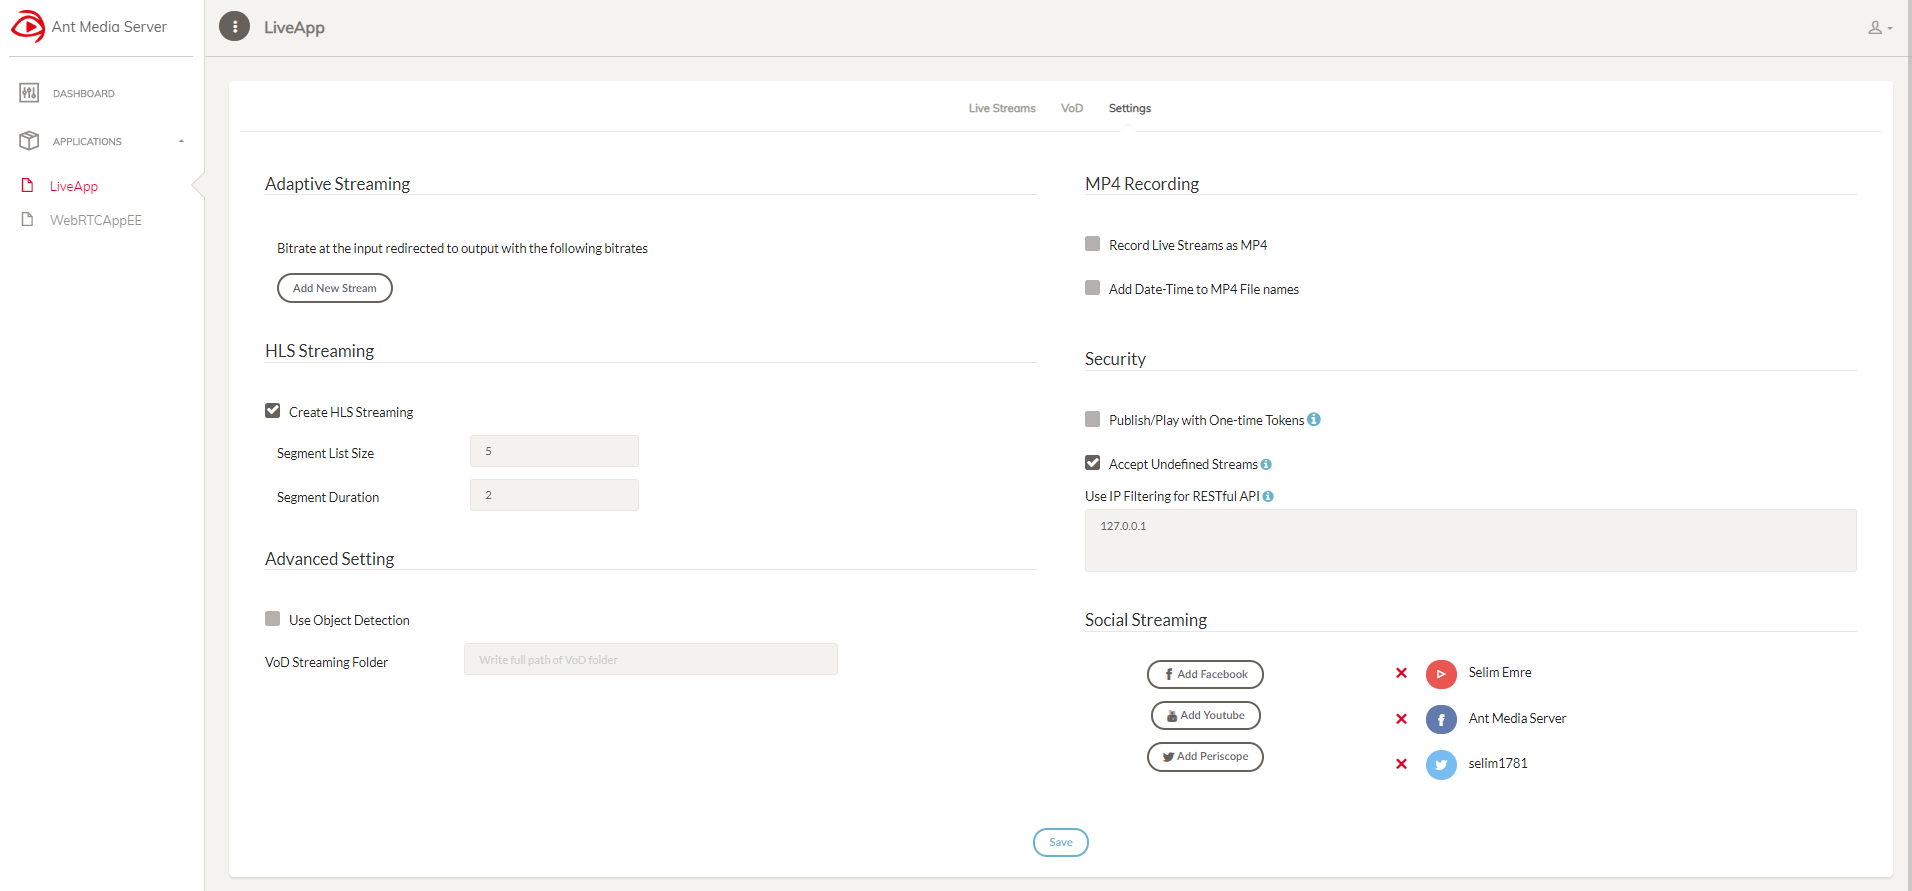 Ant Media Server
LiveApp
DASHBOARD
APPLICATIONS
LiveApp
WebRTCAppEE
Live Streams VoD Settings
Adaptive Streaming
Bitrate at the input redirected to output with the following bitrates
Add New Stream
HLS Streaming
Create HLS Streaming
Segment List Size 5
Segment Duration 2
Advanced Setting
Use Object Detection
VoD Streaming Folder Write full path of VoD folder
MP4 Recording
Record Live Streams as MP4
Add Date-Time to MP4 File names
Security
Publish/Play with One-time Tokens
Accept Undefined Streams
Use IP Filtering for RESTful API
127.0.0.1
Social Streaming
Add Facebook
Add Youtube
Add Periscope
Selim Emre
Ant Media Server
selim1781
Save